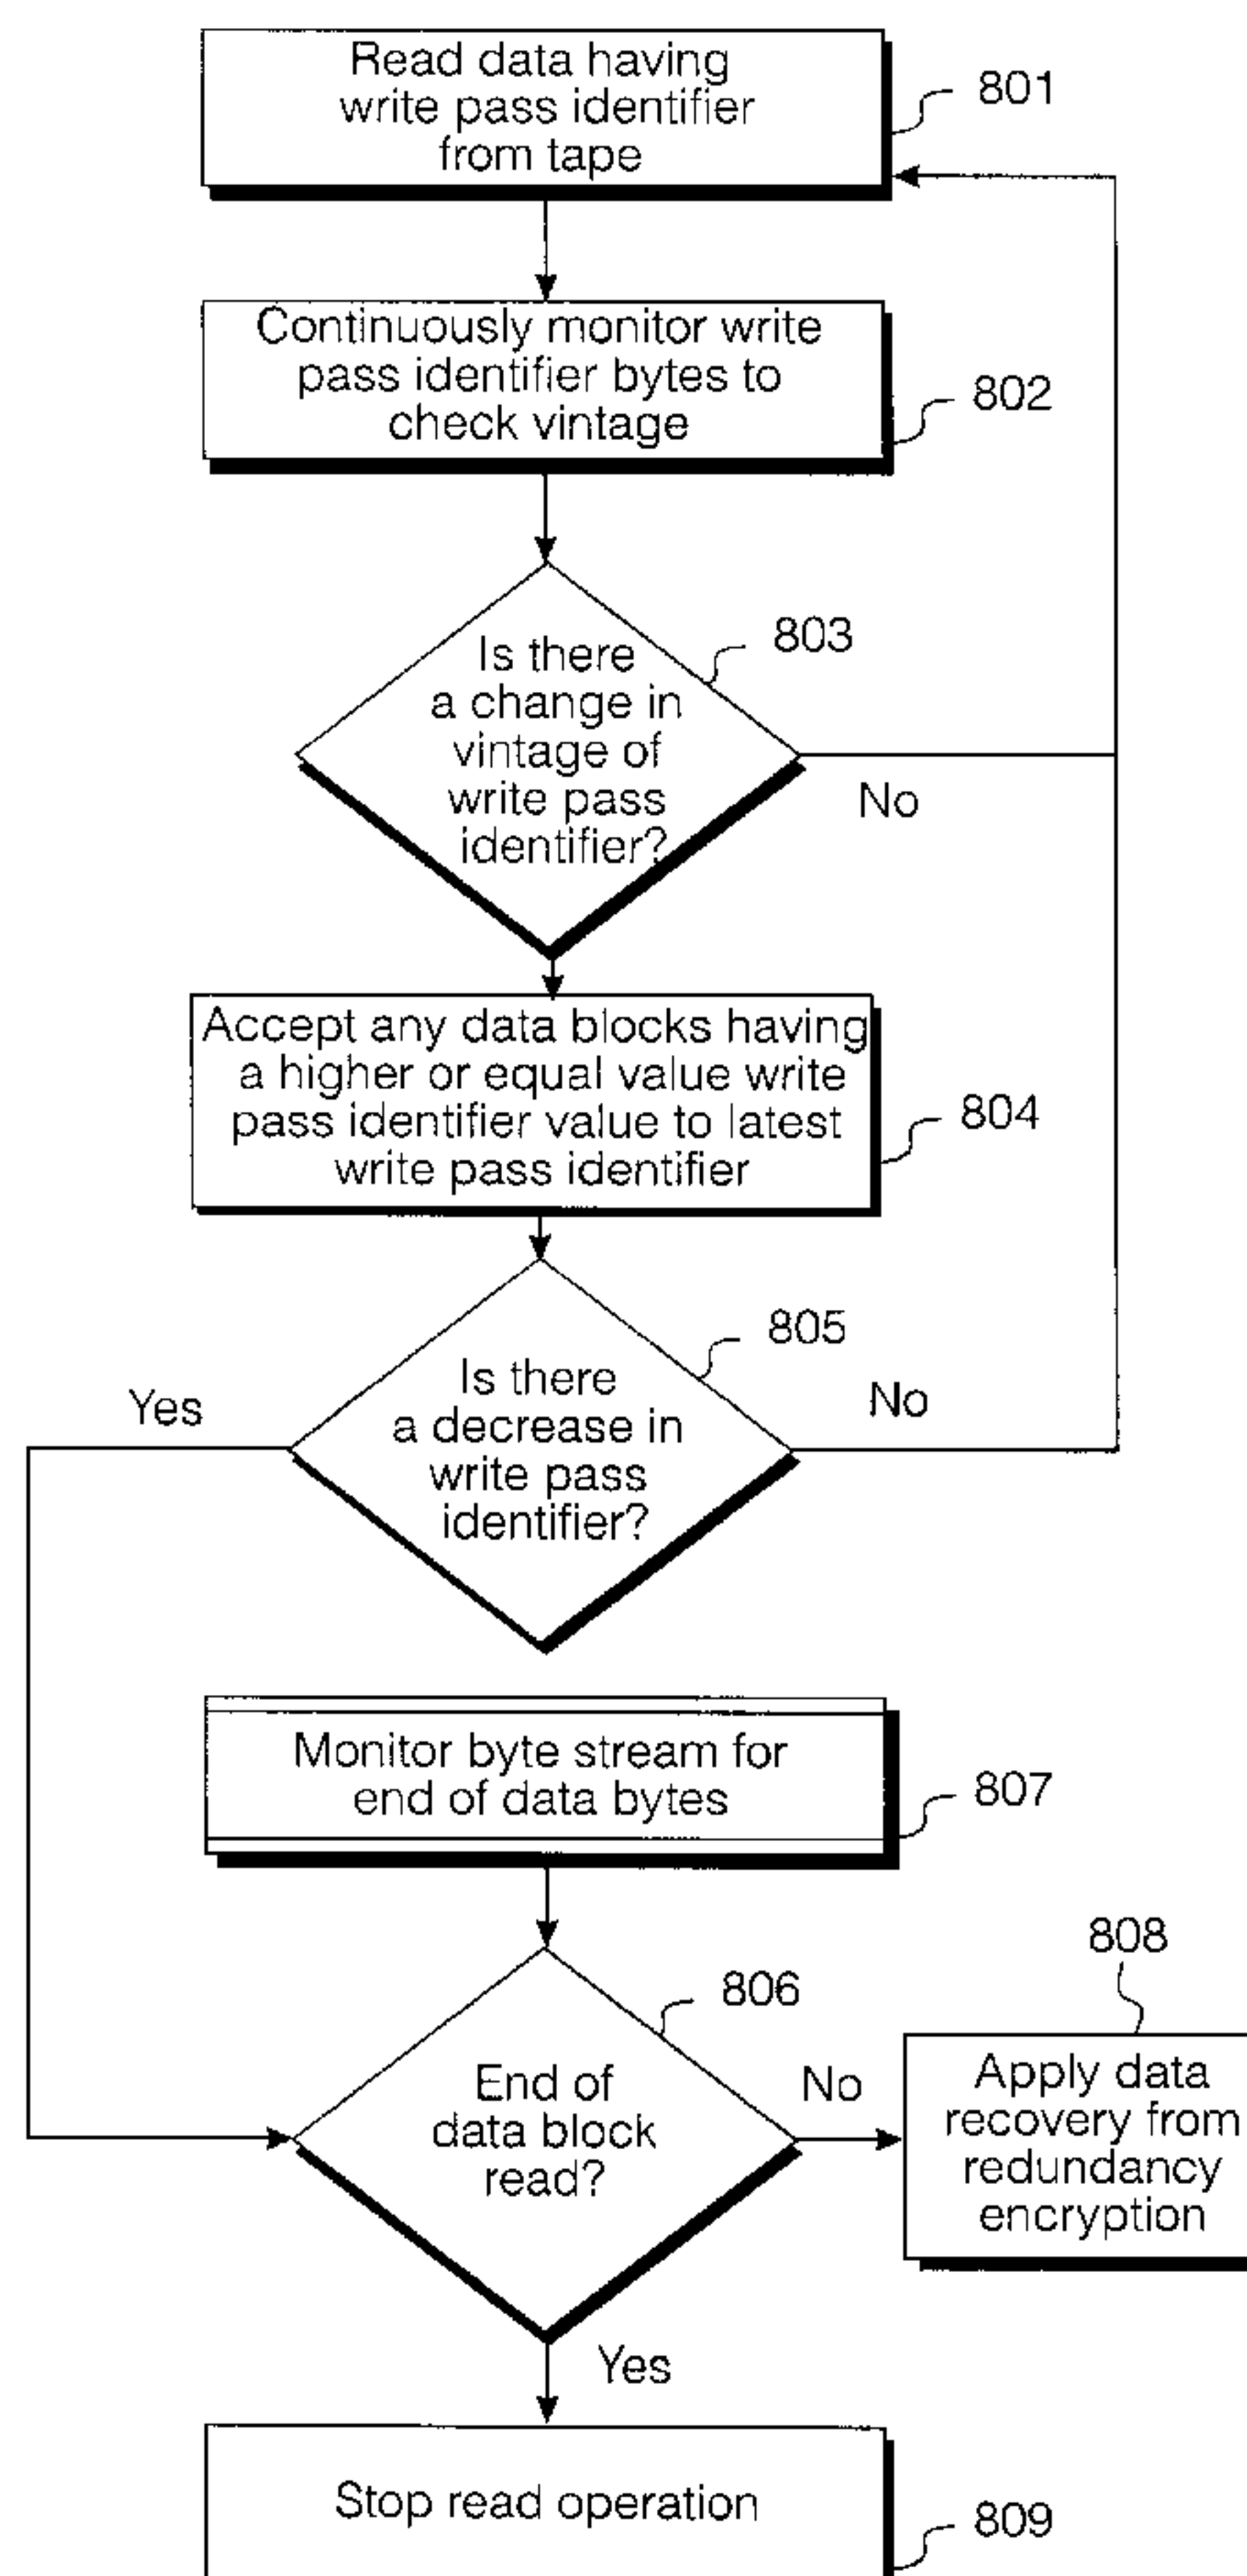 Read data having
write pass identifier
from tape
801
Continuously monitor write
pass identifier bytes to
check vintage
802
Is there
a change in
vintage of
write pass
identifier?
803
No
Accept any data blocks having
a higher or equal value write
pass identifier value to latest
write pass identifier
804
Is there
a decrease in
write pass
identifier?
805
Yes
No
Monitor byte stream for
end of data bytes
807
End of
data block
read?
806
No
808
Apply data
recovery from
redundancy
encryption
Yes
Stop read operation
809